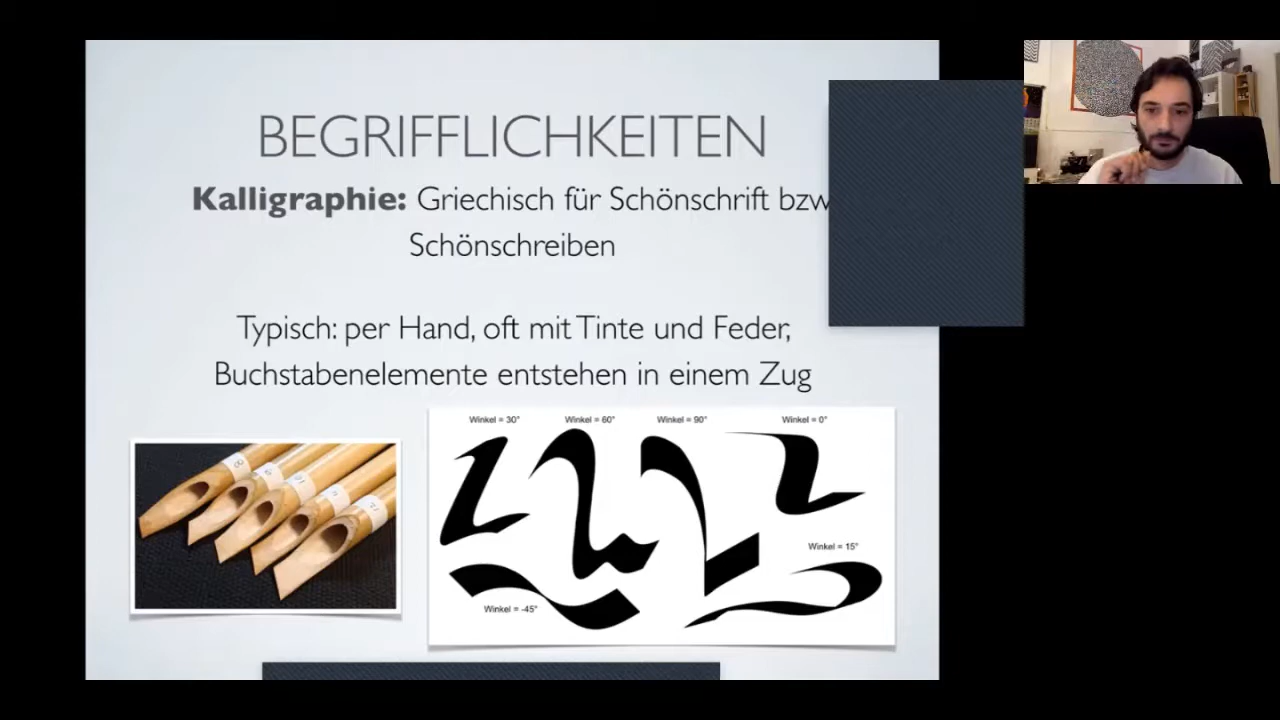 BEGRIFFLICHKEITEN
Kalligraphie: Griechisch für Schönschrift bzw
Schönschreiben
Typisch: per Hand, oft mit Tinte und Feder,
Buchstabenelemente entstehen in einem Zug
Winkel = 30°
Winkel = 60°
Winkel = 90°
Winkel = 0°
Winkel = 15°
Winkel = -45°